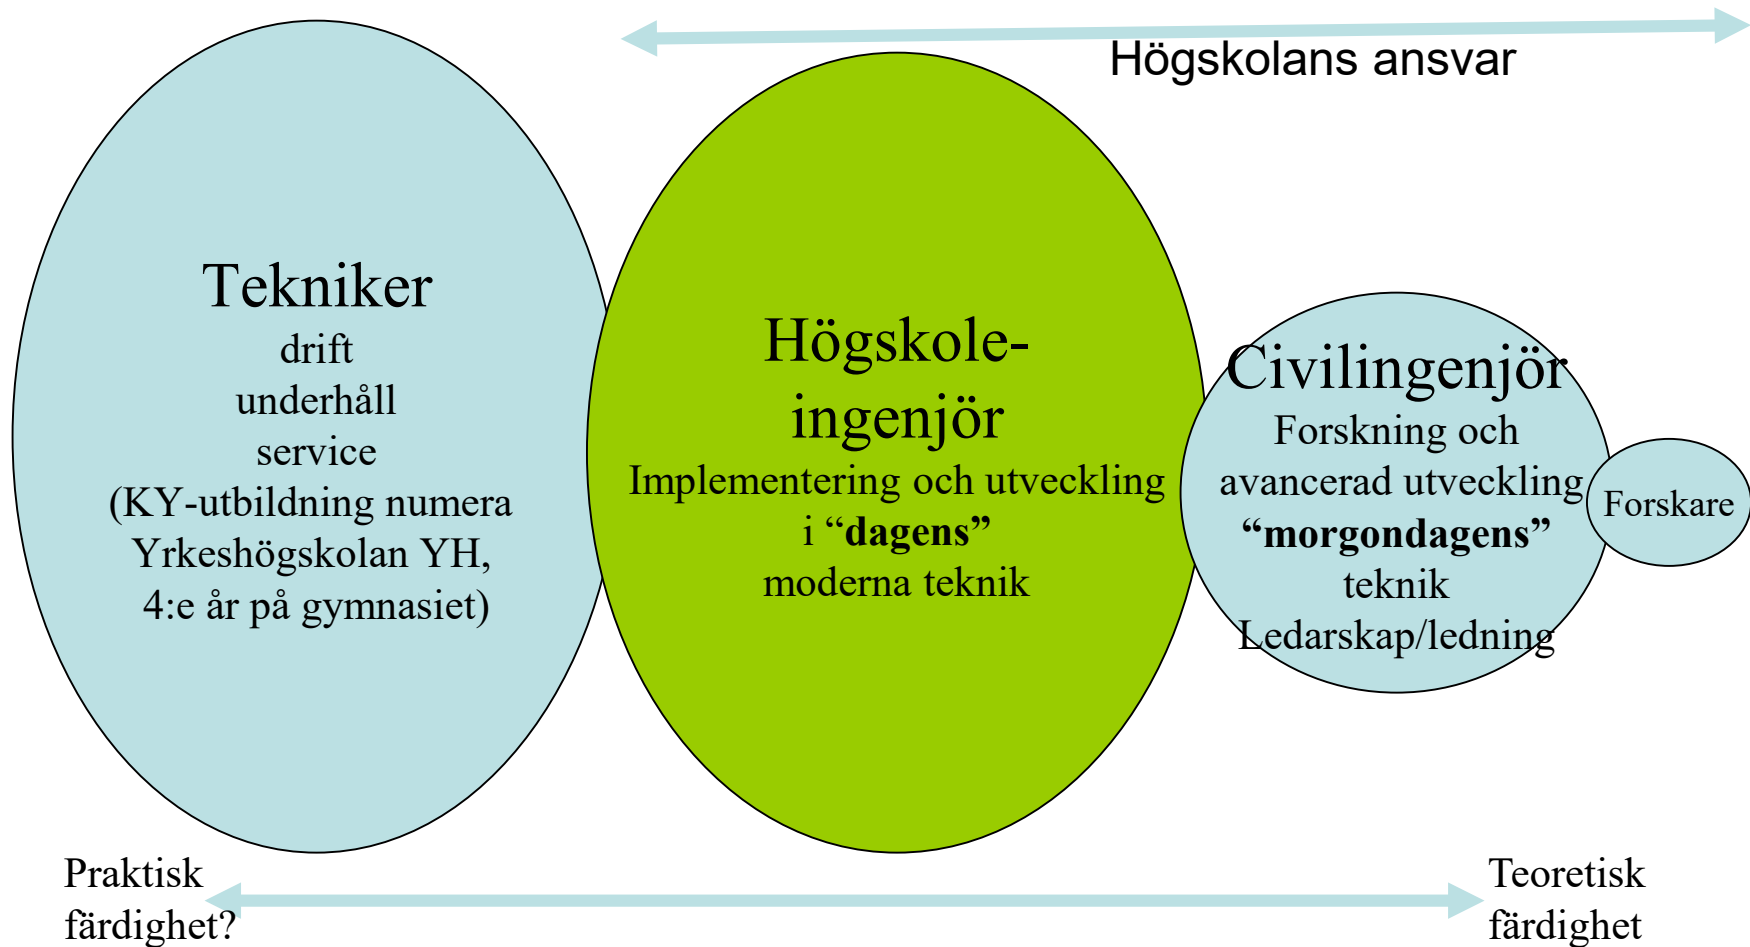 Högskolans ansvar
Tekniker
drift
underhåll
service
(KY-utbildning numera
Yrkeshögskolan YH,
4:e år på gymnasiet)
Högskole-
ingenjör
Implementering och utveckling
i “dagens”
moderna teknik
Civilingenjör
Forskning och
avancerad utveckling
“morgondagens”
teknik
Ledarskap/ledning
Forskare
Praktisk
färdighet?
Teoretisk
färdighet